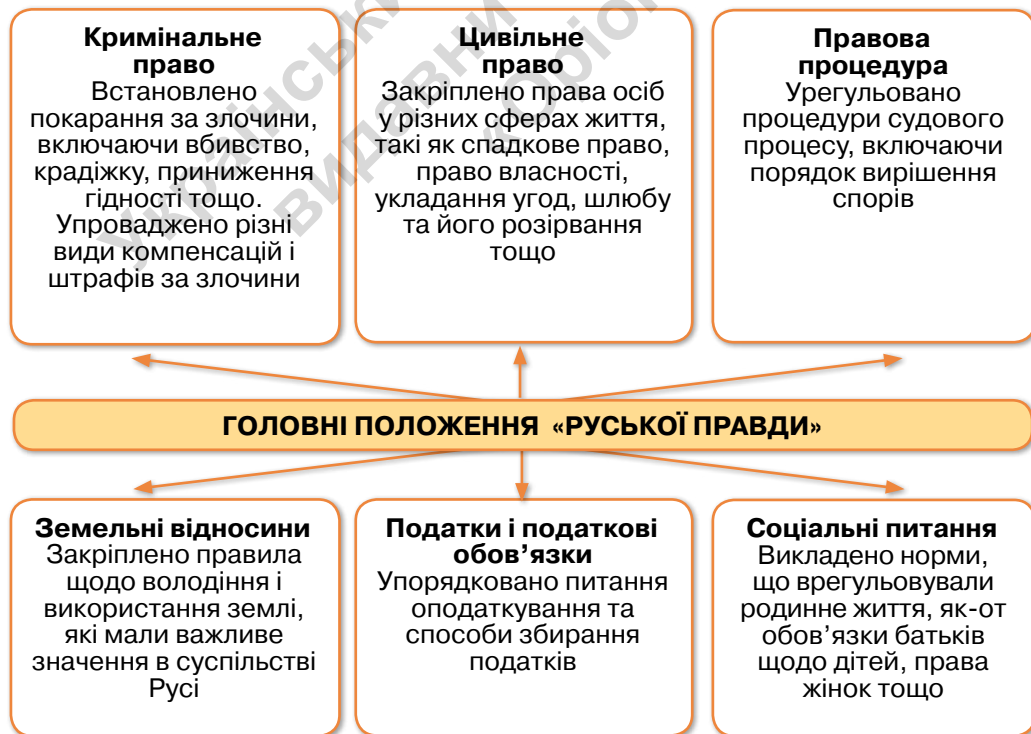 Кримінальне
право
Встановлено
покарання за злочини,
включаючи вбивство,
крадіжку, приниження
гідності тощо.
Упроваджено різні
види компенсацій і
штрафів за злочини
Цивільне
право
Закріплено права осіб
у різних сферах життя,
такі як спадкове право,
право власності,
укладання угод, шлюбу
та його розірвання
тощо
Правова
процедура
Урегульовано
процедури судового
процесу, включаючи
порядок вирішення
спорів
ГОЛОВНІ ПОЛОЖЕННЯ «РУСЬКОЇ ПРАВДИ»
Земельні відносини
Закріплено правила
щодо володіння і
використання землі,
які мали важливе
значення в суспільстві
Русі
Податки і податкові
обов’язки
Упорядковано питання
оподаткування та
способи збирання
податків
Соціальні питання
Викладено норми,
що врегульовували
родинне життя, як-от
обов’язки батьків
щодо дітей, права
жінок тощо